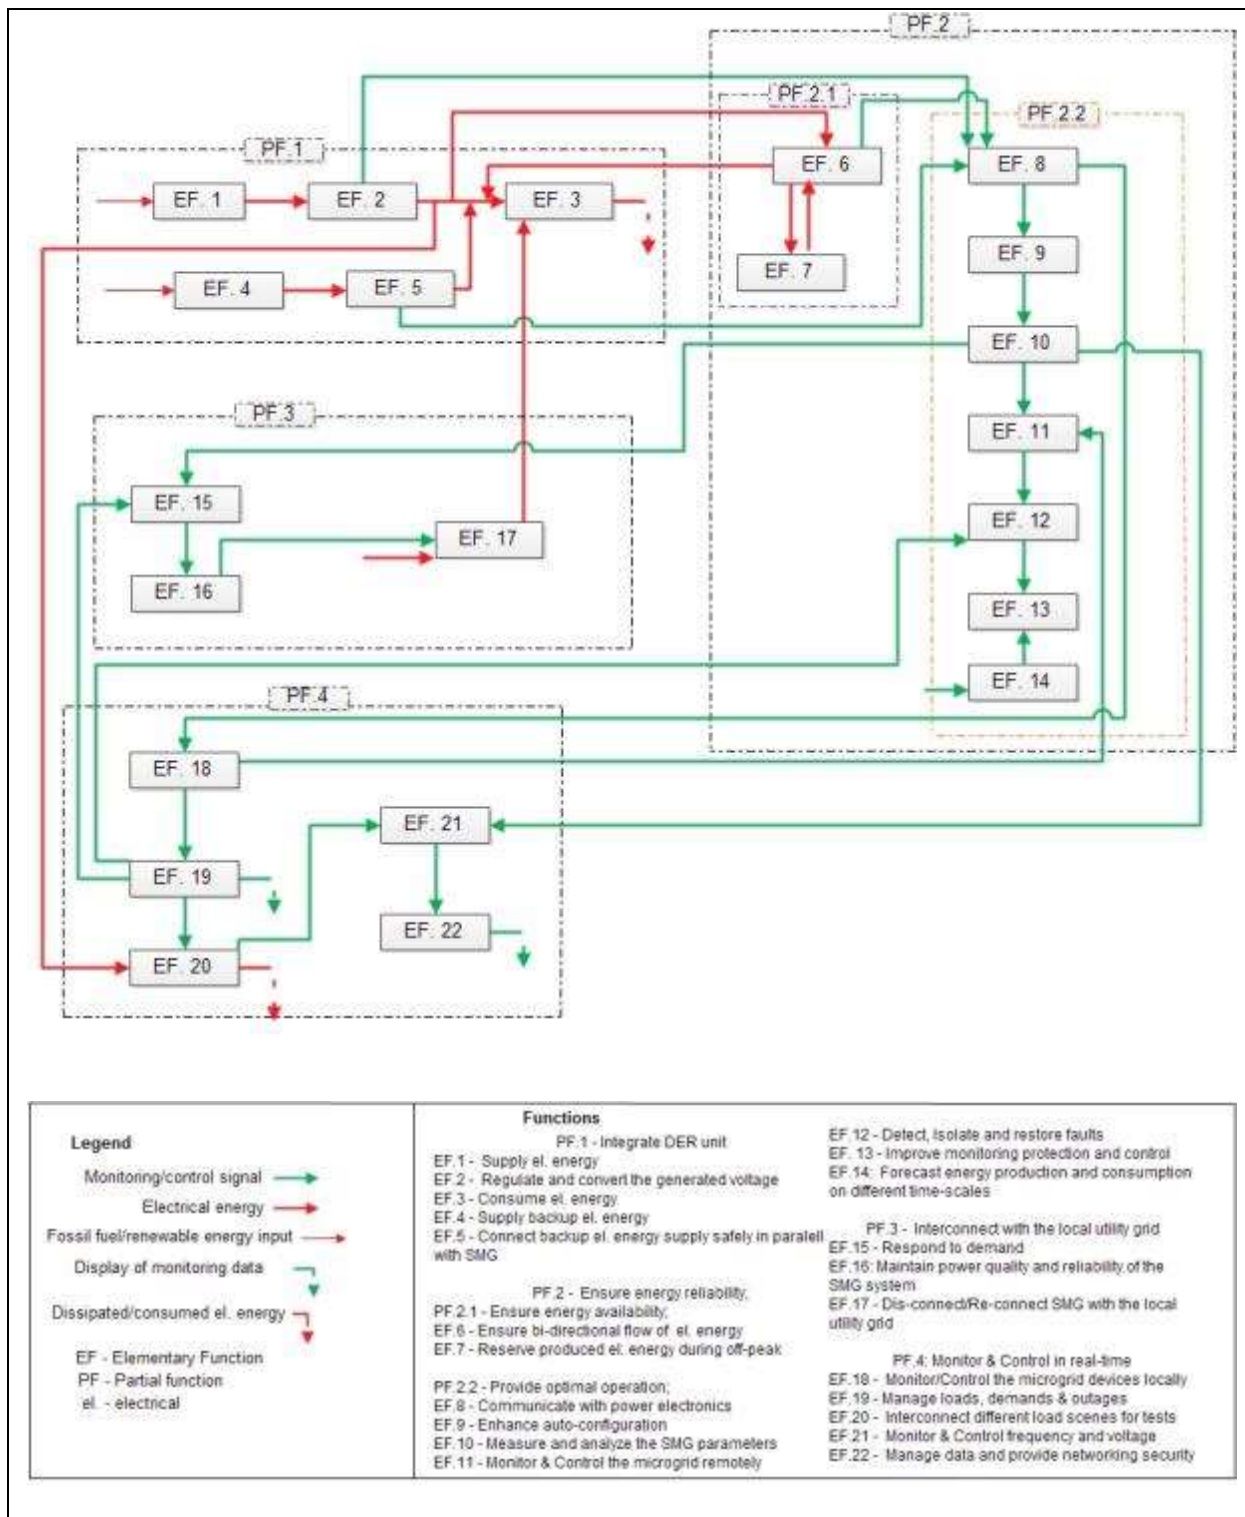 PF.2
PF.2.1
PF.2.2
PF.1
EF. 6
EF. 8
EF. 1
EF. 2
EF. 3
EF. 9
EF. 7
EF. 4
EF. 5
EF. 10
PF.3
EF. 11
EF. 15
EF. 12
EF. 17
EF. 16
EF. 13
EF. 14
PF.4
EF. 18
EF. 21
EF. 19
EF. 22
EF. 20
Legend
Monitoring/control signal
Electrical energy
Fossil fuel/renewable energy input
Display of monitoring data
Dissipated/consumed el. energy
EF - Elementary Function
PF - Partial function
el. - electrical
Functions
PF.1 - Integrate DER unit
EF.1 - Supply el. energy
EF.2 - Regulate and convert the generated voltage
EF.3 - Consume el. energy
EF.4 - Supply backup el. energy
EF.5 - Connect backup el. energy supply safely in paralell
with SMG
PF.2 - Ensure energy reliability;
PF.2.1 - Ensure energy availability;
EF.6 - Ensure bi-directional flow of el. energy
EF.7 - Reserve produced el. energy during off-peak
PF.2.2 - Provide optimal operation;
EF.8 - Communicate with power electronics
EF.9 - Enhance auto-configuration
EF.10 - Measure and analyze the SMG parameters
EF.11 - Monitor & Control the microgrid remotely
EF.12 - Detect, isolate and restore faults
EF. 13 - Improve monitoring protection and control
EF.14: Forecast energy production and consumption
on different time-scales
PF.3 - Interconnect with the local utility grid
EF.15 - Respond to demand
EF.16: Maintain power quality and reliability of the
SMG system
EF.17 - Dis-connect/Re-connect SMG with the local
utility grid
PF.4: Monitor & Control in real-time
EF.18 - Monitor/Control the microgrid devices locally
EF.19 - Manage loads, demands & outages
EF.20 - Interconnect different load scenes for tests
EF.21 - Monitor & Control frequency and voltage
EF.22 - Manage data and provide networking security